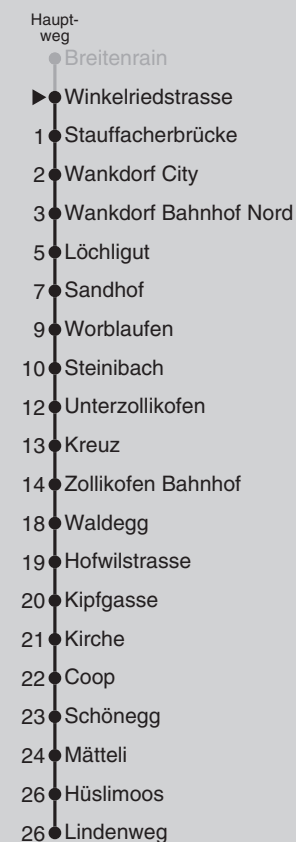 Haupt-
weg
Breitenrain
Winkelriedstrasse
1 Stauffacherbrücke
2 Wankdorf City
3 Wankdorf Bahnhof Nord
5 Löchligut
7 Sandhof
9 Worblaufen
10 Steinibach
12 Unterzollikofen
13 Kreuz
14 Zollikofen Bahnhof
18 Waldegg
19 Hofwilstrasse
20 Kipfgasse
21 Kirche
22 Coop
23 Schönegg
24 Mätteli
26 Hüslimoos
26 Lindenweg